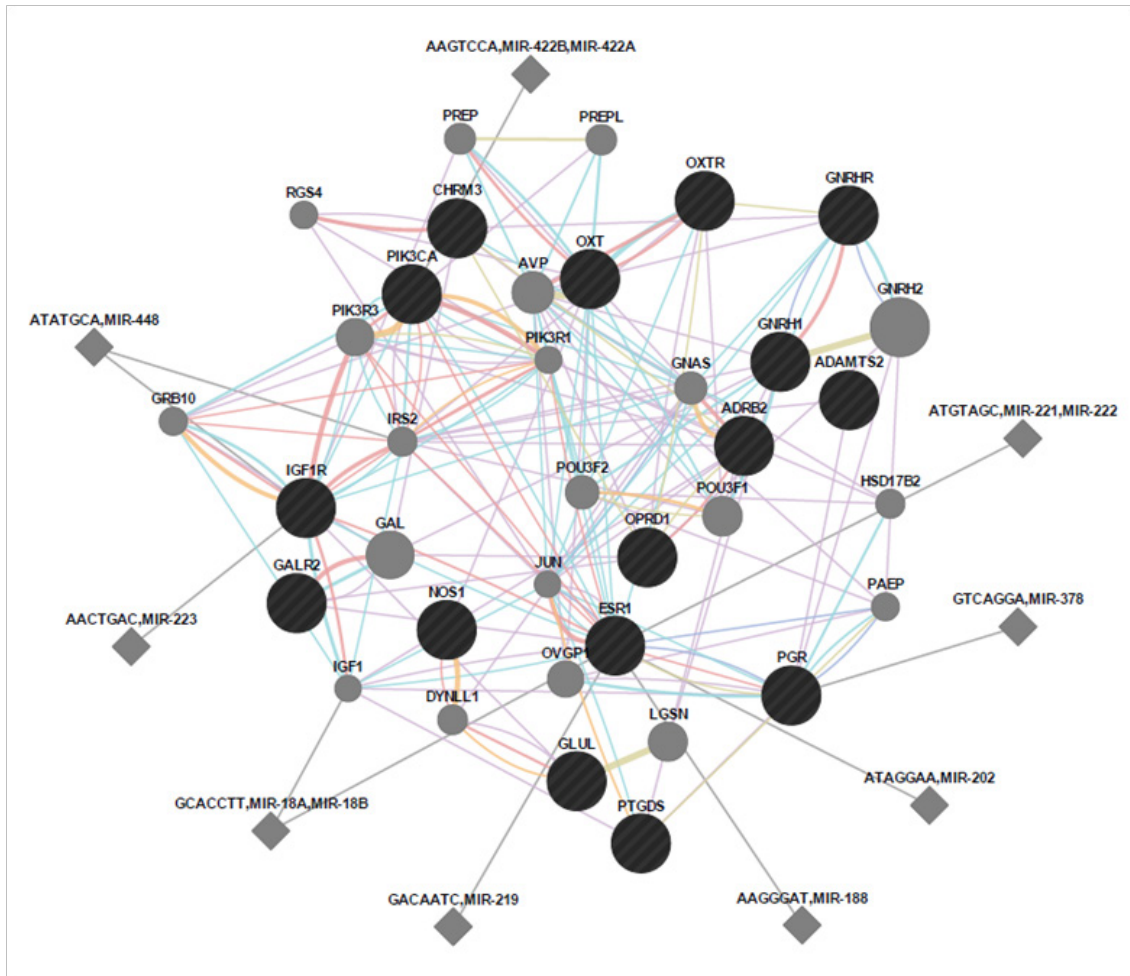 AAGTCCA,MIR-422B,MIR-422A
PREP
PREPL
OXTR
GNRHR
RGS4
CHRM3
OXT
PIK3CA
AVP
GNRH2
PIK3R3
ATATGCA,MIR-448
GNRH1
PIK3R1
ADAMTS2
GNAS
GRB10
ADRB2
ATGTAGC,MIR-221,MIR-222
IRS2
IGF1R
POU3F2
HSD17B2
POU3F1
GAL
OPRD1
JUN
GALR2
PAEP
NOS1
GTCAGGA,MIR-378
ESR1
AACTGAC,MIR-223
OVGP1
PGR
IGF1
DYNLL1
LGSN
GLUL
ATAGGAA,MIR-202
GCACCTT,MIR-18A,MIR-18B
PTGDS
GACAATC,MIR-219
AAGGGAT,MIR-188